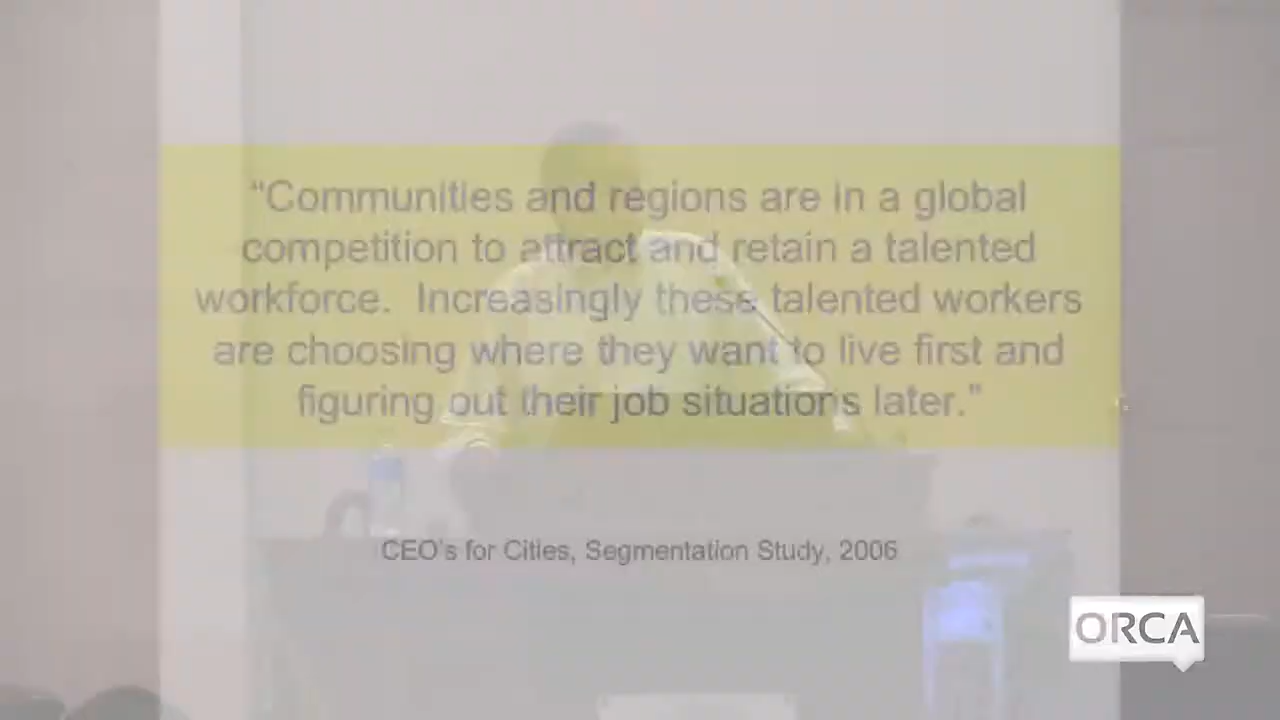 “Communities and regions are in a global
competition to attract and retain a talented
workforce.  Increasingly these talented workers
are choosing where they want to live first and
figuring out their job situations later.”
CEO's for Cities, Segmentation Study, 2006
ORCA